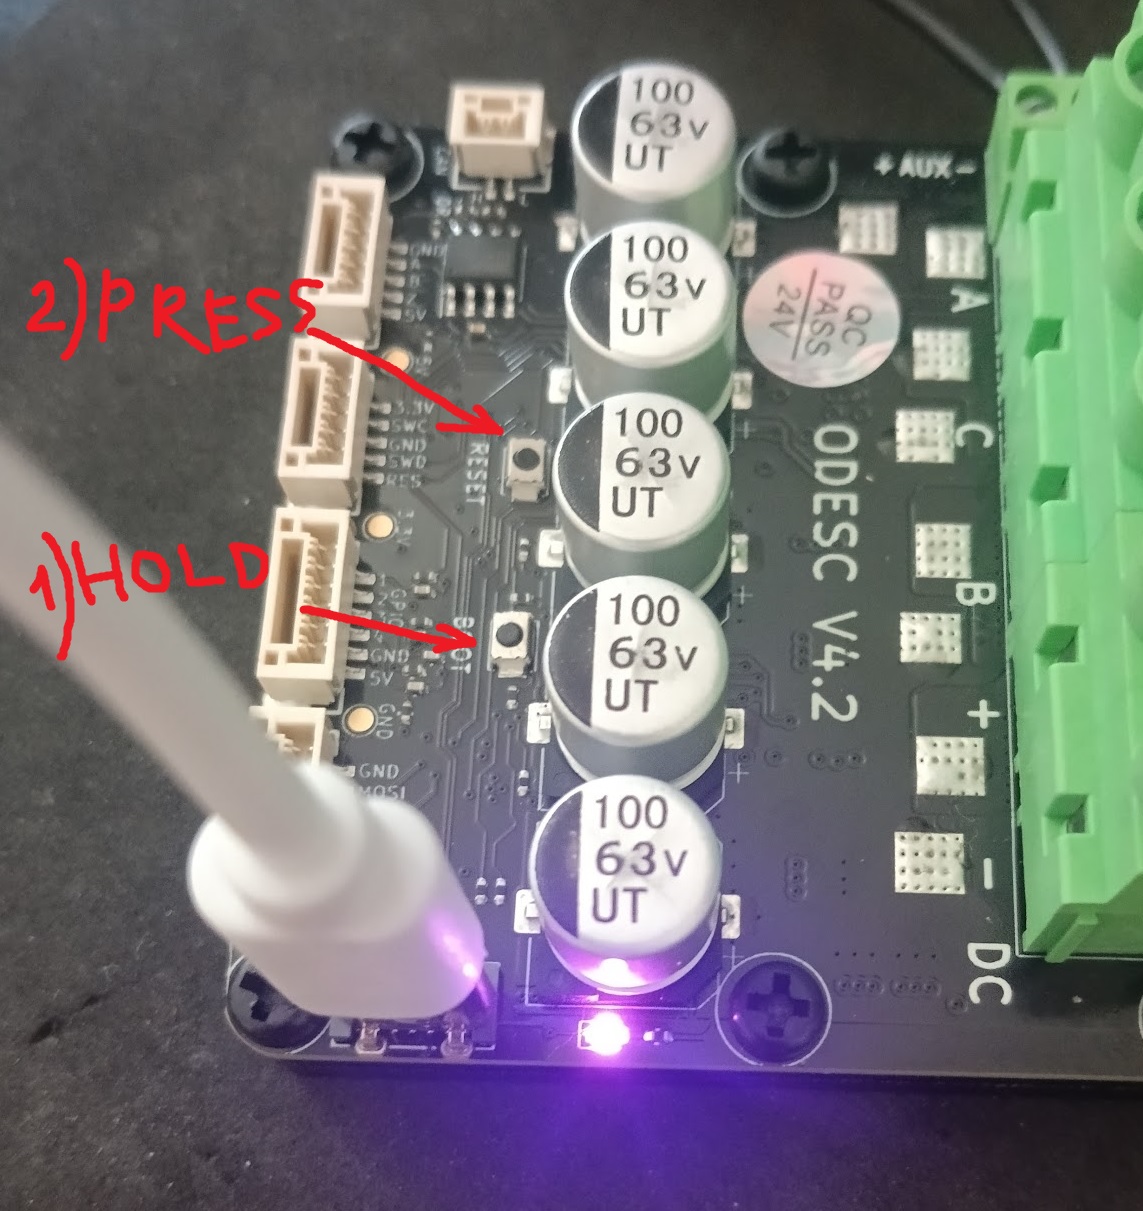 100
63V
UT
+ AUX -
GND
5V
100
63V
UT
QC
PASS
24V
A
2)PRESS
3.3V
SWC
GND
SWD
RES
RESET
100
63V
UT
C
ODESC V4.2
1)HOLD
3.3V
GND
5V
BOOT
100
63V
UT
B
+
GND
GND
MOSI
100
63V
UT
-
DC